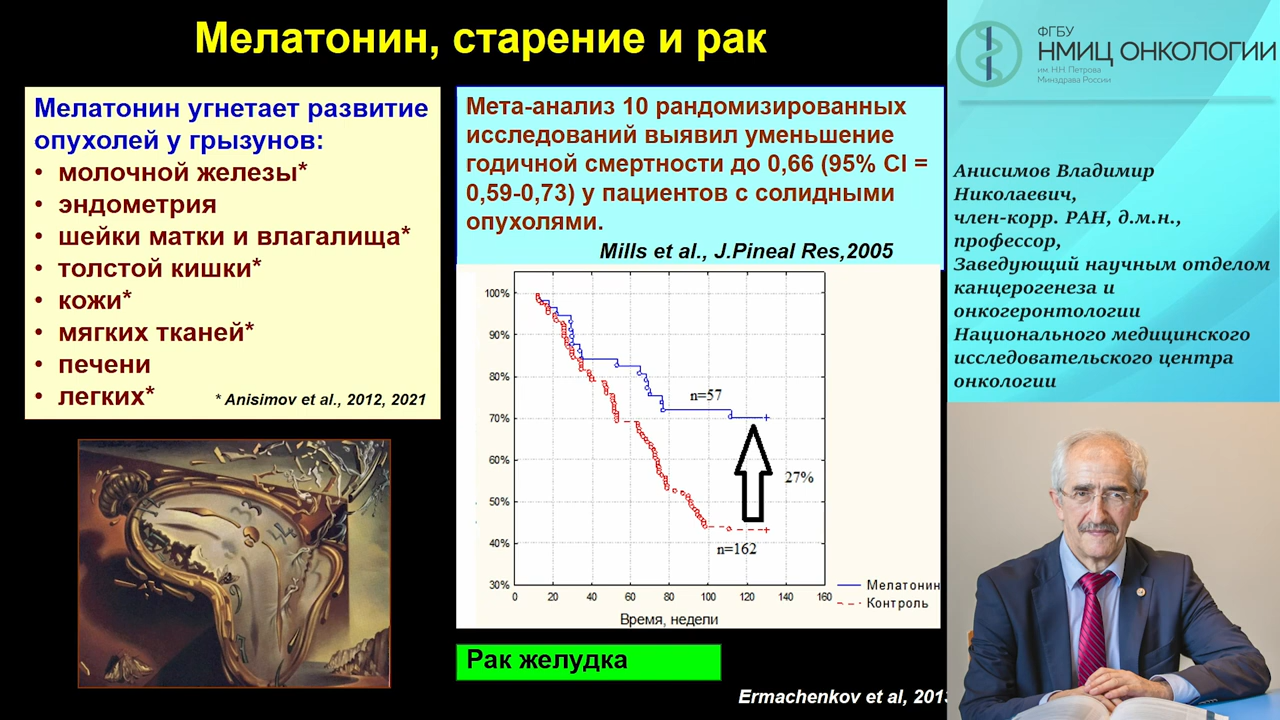 Мелатонин, старение и рак
Мелатонин угнетает развитие
опухолей у грызунов:
• молочной железы*
• эндометрия
• шейки матки и влагалища*
• толстой кишки*
• кожи*
• мягких тканей*
• печени
• легких*
* Anisimov et al., 2012, 2021
Мета-анализ 10 рандомизированных
исследований выявил уменьшение
годичной смертности до 0,66 (95% CI =
0,59-0,73) у пациентов с солидными
опухолями.
Mills et al., J.Pineal Res,2005
100%
90%
80%
70%
60%
50%
40%
30%
0 20 40 60 80 100 120 140 160
n=57
27%
n=162
Время, недели
Мелатонин
Контроль
Рак желудка
Ermachenkov et al, 2013
ФГБУ
НМИЦ ОНКОЛОГИИ
им. Н.Н. Петрова
Минздрава России
Анисимов Владимир
Николаевич,
член-корр. РАН, д.м.н.,
профессор,
Заведующий научным отделом
канцерогенеза и
онкогеронтологии
Национального медицинского
исследовательского центра
онкологии